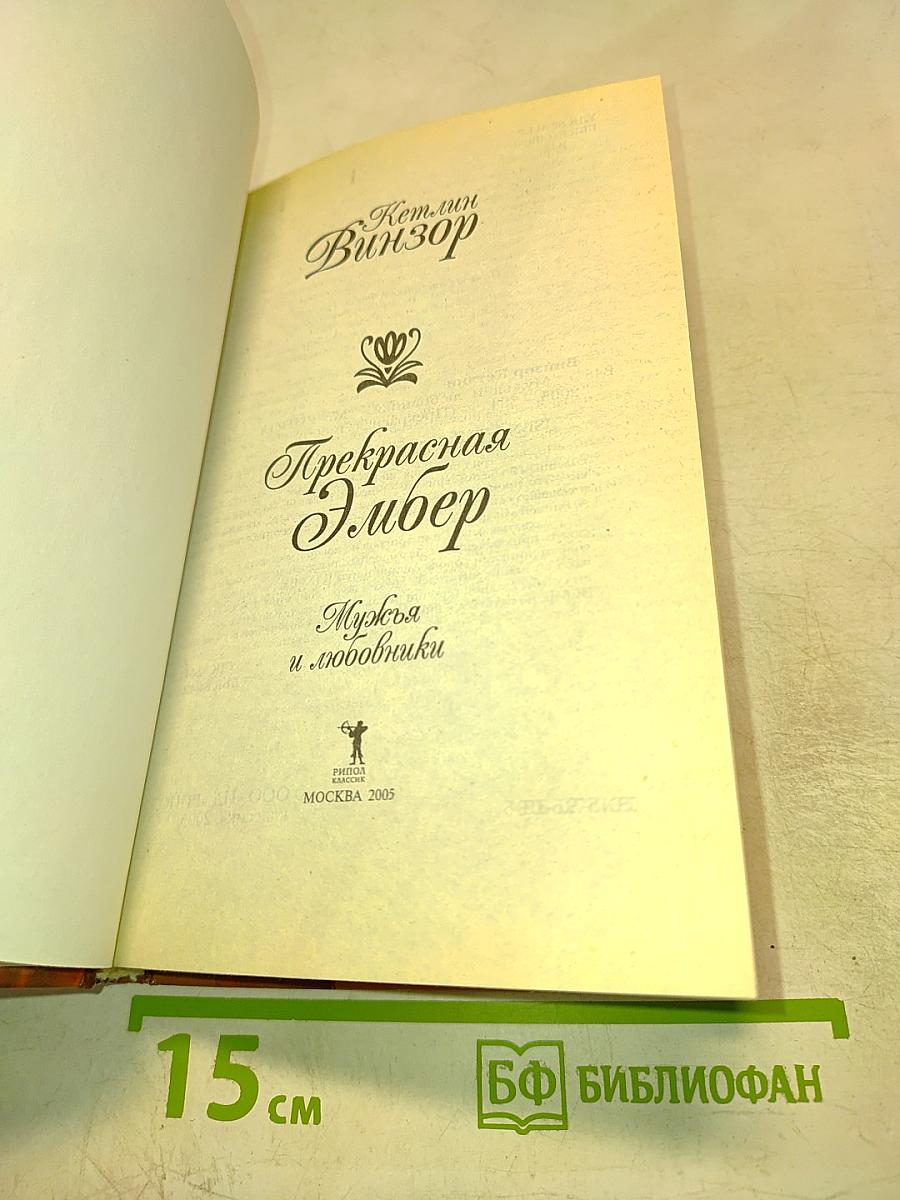 Кетлин
Винзор
Прекрасная
Эмбер
Мужья
и любовники
РИПОЛ
КЛАССИК
МОСКВА 2005
15 см
БФ БИБЛИОФАН